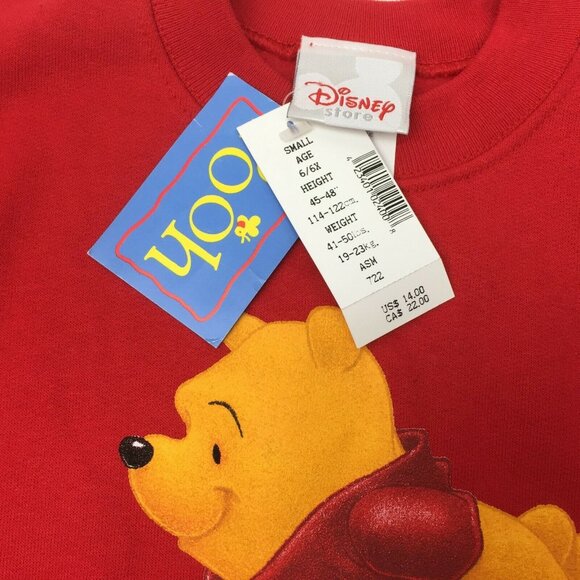 Disney
store
Pooh
SMALL
AGE
6/6X
HEIGHT
45-48"
114-122cm.
WEIGHT
41-50lbs.
19-23Kg.
ASM
722
US$ 14.00
CA$ 22.00